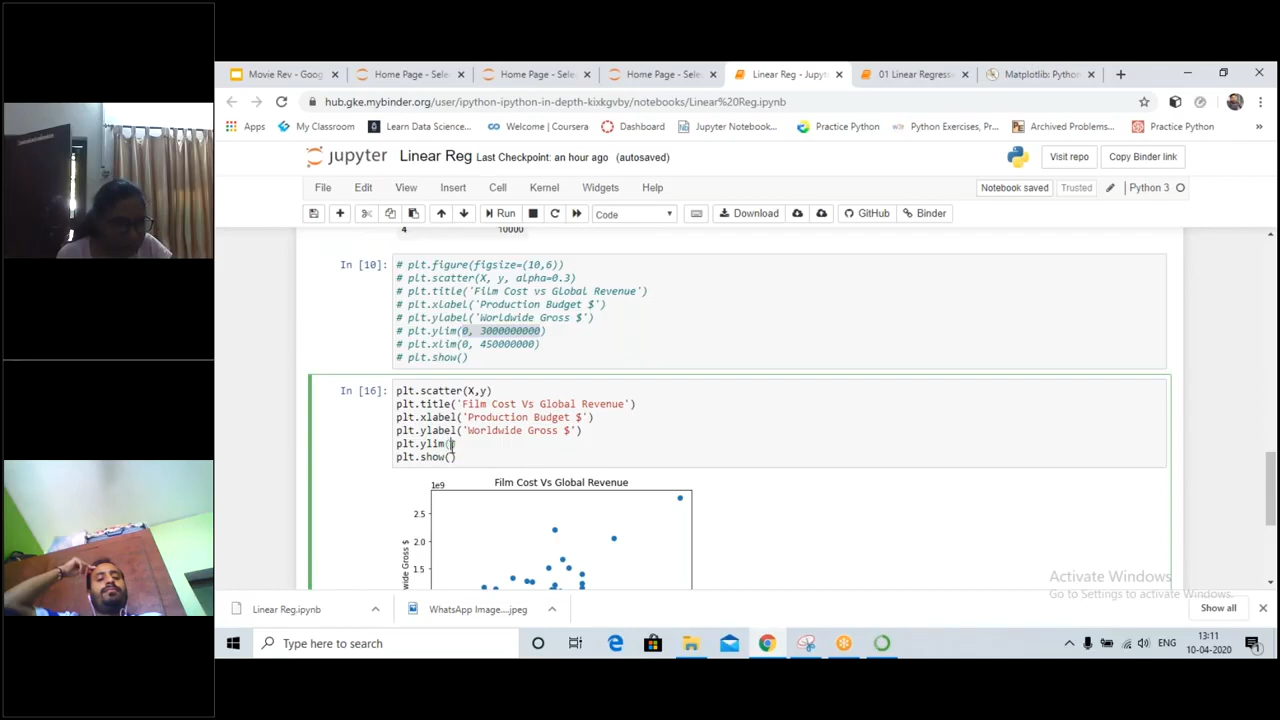 Movie Rev - Goog
Home Page - Sele
Home Page - Sele
Home Page - Sele
Linear Reg - Jupyte
01 Linear Regress
Matplotlib: Python
hub.gke.mybinder.org/user/ipython-ipython-in-depth-kixkgvby/notebooks/Linear%20Reg.ipynb
Apps
My Classroom
Learn Data Science...
Welcome | Coursera
Dashboard
Jupyter Notebook...
Practice Python
Python Exercises, Pr...
Archived Problems...
Practice Python
jupyter Linear Reg Last Checkpoint: an hour ago (autosaved)
Visit repo
Copy Binder link
File Edit View Insert Cell Kernel Widgets Help
Notebook saved
Trusted
Python 3
Run
Code
Download
GitHub
Binder
4 10000
In [10]:
# plt.figure(figsize=(10,6))
# plt.scatter(X, y, alpha=0.3)
# plt.title('Film Cost vs Global Revenue')
# plt.xlabel('Production Budget $')
# plt.ylabel('Worldwide Gross $')
# plt.ylim(0, 3000000000)
# plt.xlim(0, 450000000)
# plt.show()
In [16]:
plt.scatter(X,y)
plt.title('Film Cost Vs Global Revenue')
plt.xlabel('Production Budget $')
plt.ylabel('Worldwide Gross $')
plt.ylim(
plt.show()
Film Cost Vs Global Revenue
1e9
2.5
2.0
1.5
wide Gross $
Activate Windows
Go to Settings to activate Windows.
Linear Reg.ipynb
WhatsApp Image....jpeg
Show all
Type here to search
ENG
13:11
10-04-2020
1